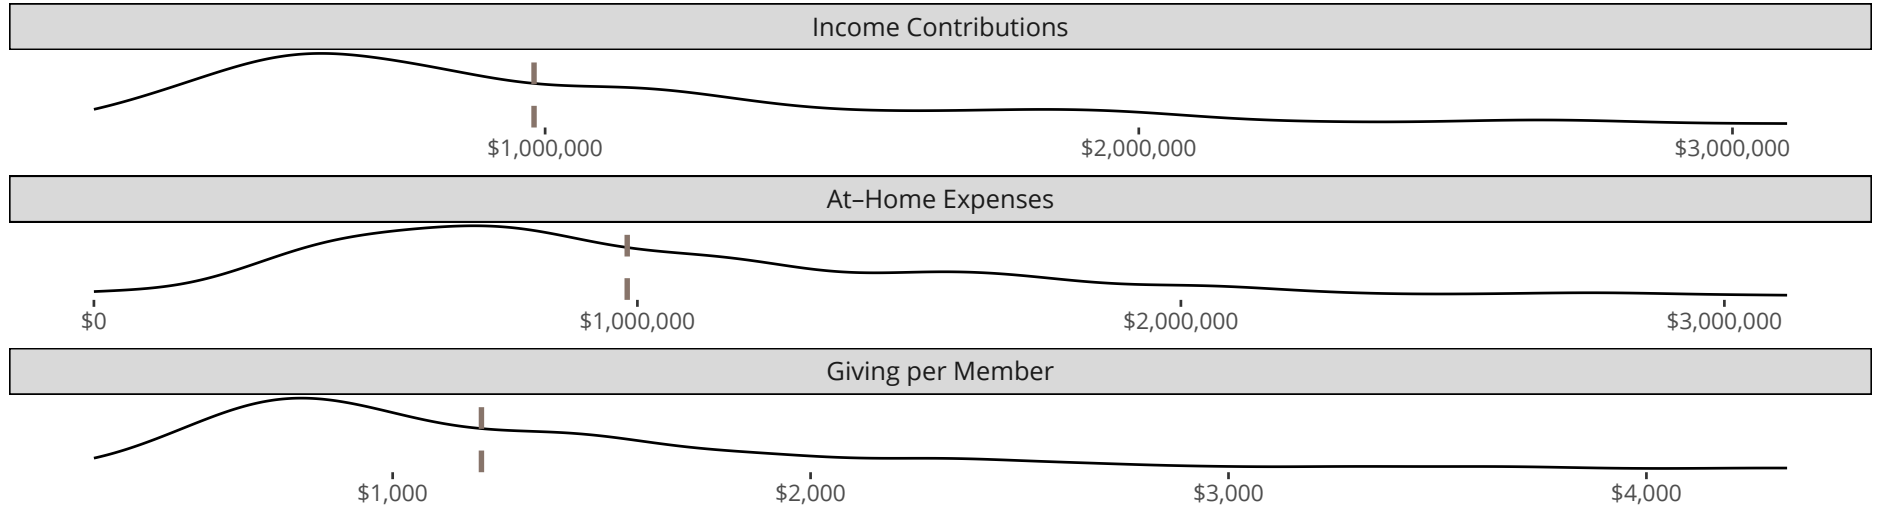 Income Contributions
$1,000,000 $2,000,000 $3,000,000
At–Home Expenses
$0 $1,000,000 $2,000,000 $3,000,000
Giving per Member
$1,000 $2,000 $3,000 $4,000